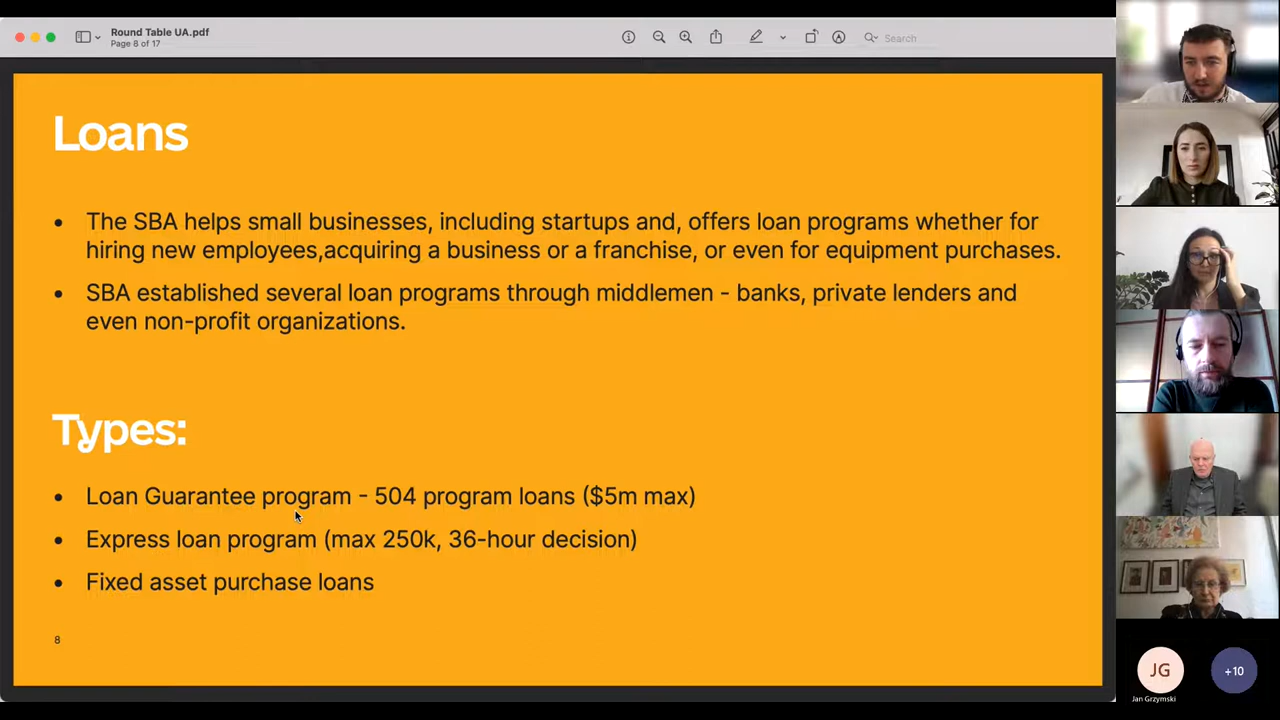 Round Table UA.pdf
Page 8 of 17
Search
Loans
• The SBA helps small businesses, including startups and, offers loan programs whether for
hiring new employees,acquiring a business or a franchise, or even for equipment purchases.
• SBA established several loan programs through middlemen - banks, private lenders and
even non-profit organizations.
Types:
• Loan Guarantee program - 504 program loans ($5m max)
• Express loan program (max 250k, 36-hour decision)
• Fixed asset purchase loans
8
JG
+10
Jan Grzymski